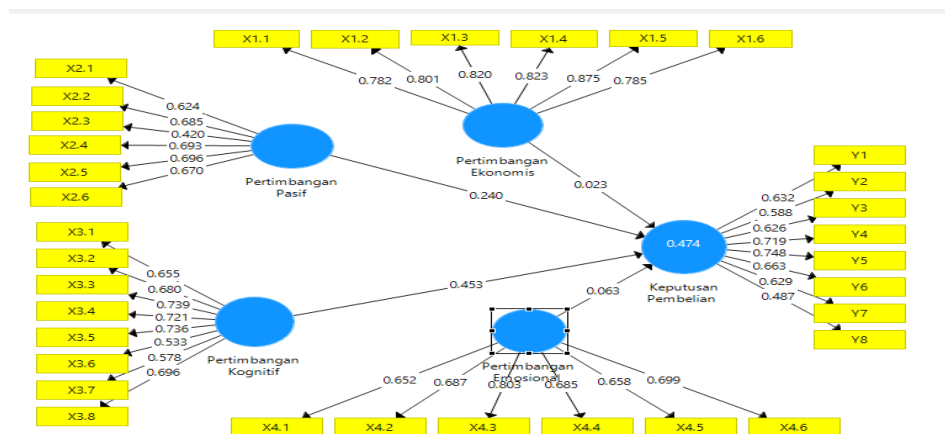 X1.1
X1.2
X1.3
X1.4
X1.5
X1.6
0.782
0.801
0.820
0.823
0.875
0.785
Pertimbangan
Ekonomis
X2.1
X2.2
X2.3
X2.4
X2.5
X2.6
0.624
0.685
0.420
0.693
0.696
0.670
Pertimbangan
Pasif
0.240
0.023
X3.1
X3.2
X3.3
X3.4
X3.5
X3.6
X3.7
X3.8
0.655
0.680
0.739
0.721
0.736
0.533
0.578
0.696
Pertimbangan
Kognitif
0.453
0.063
0.474
Keputusan
Pembelian
0.632
0.588
0.626
0.719
0.748
0.663
0.629
0.487
Y1
Y2
Y3
Y4
Y5
Y6
Y7
Y8
Pertimbangan
Emosional
0.652
0.687
0.803
0.685
0.658
0.699
X4.1
X4.2
X4.3
X4.4
X4.5
X4.6